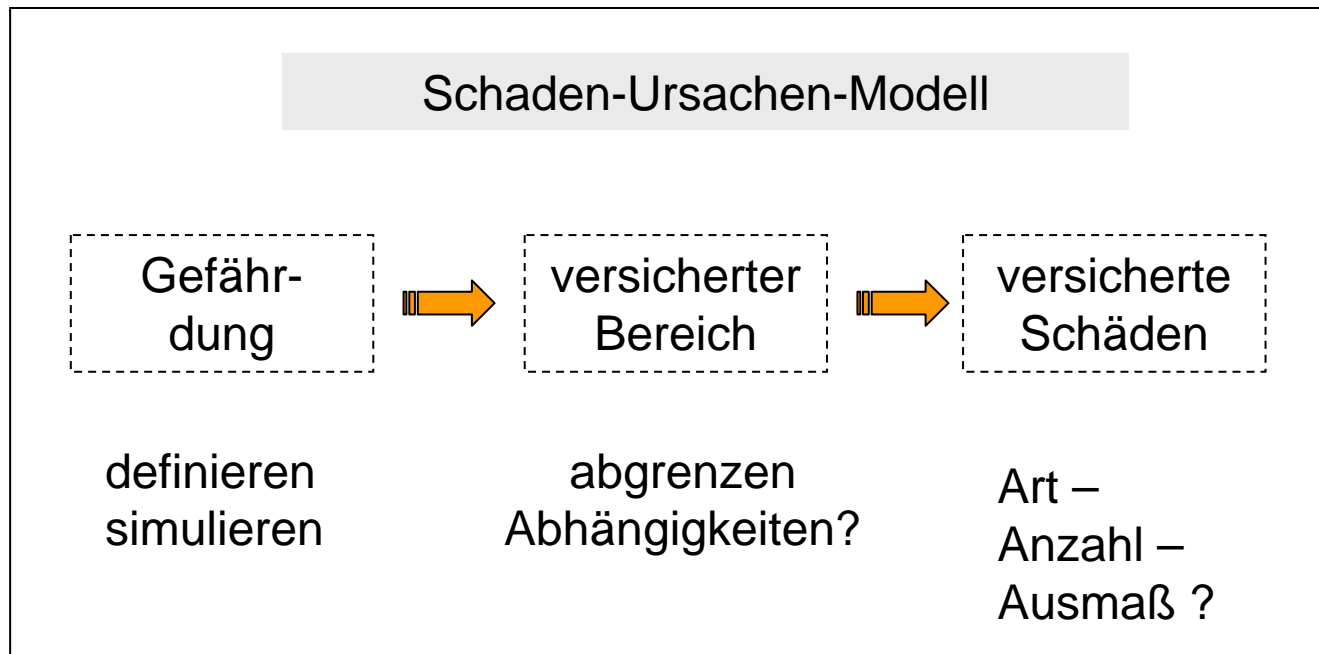 Schaden-Ursachen-Modell
Gefähr-
dung
versicherter
Bereich
versicherte
Schäden
definieren
simulieren
abgrenzen
Abhängigkeiten?
Art –
Anzahl –
Ausmaß ?